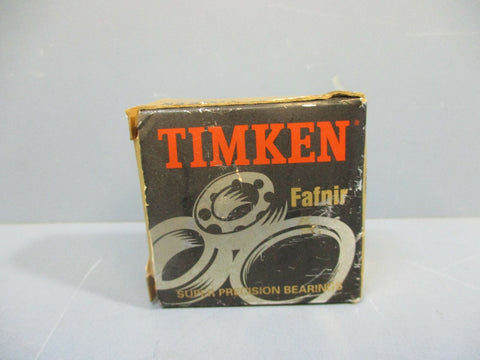 TIMKEN
Fafnir
SUPER PRECISION BEARINGS